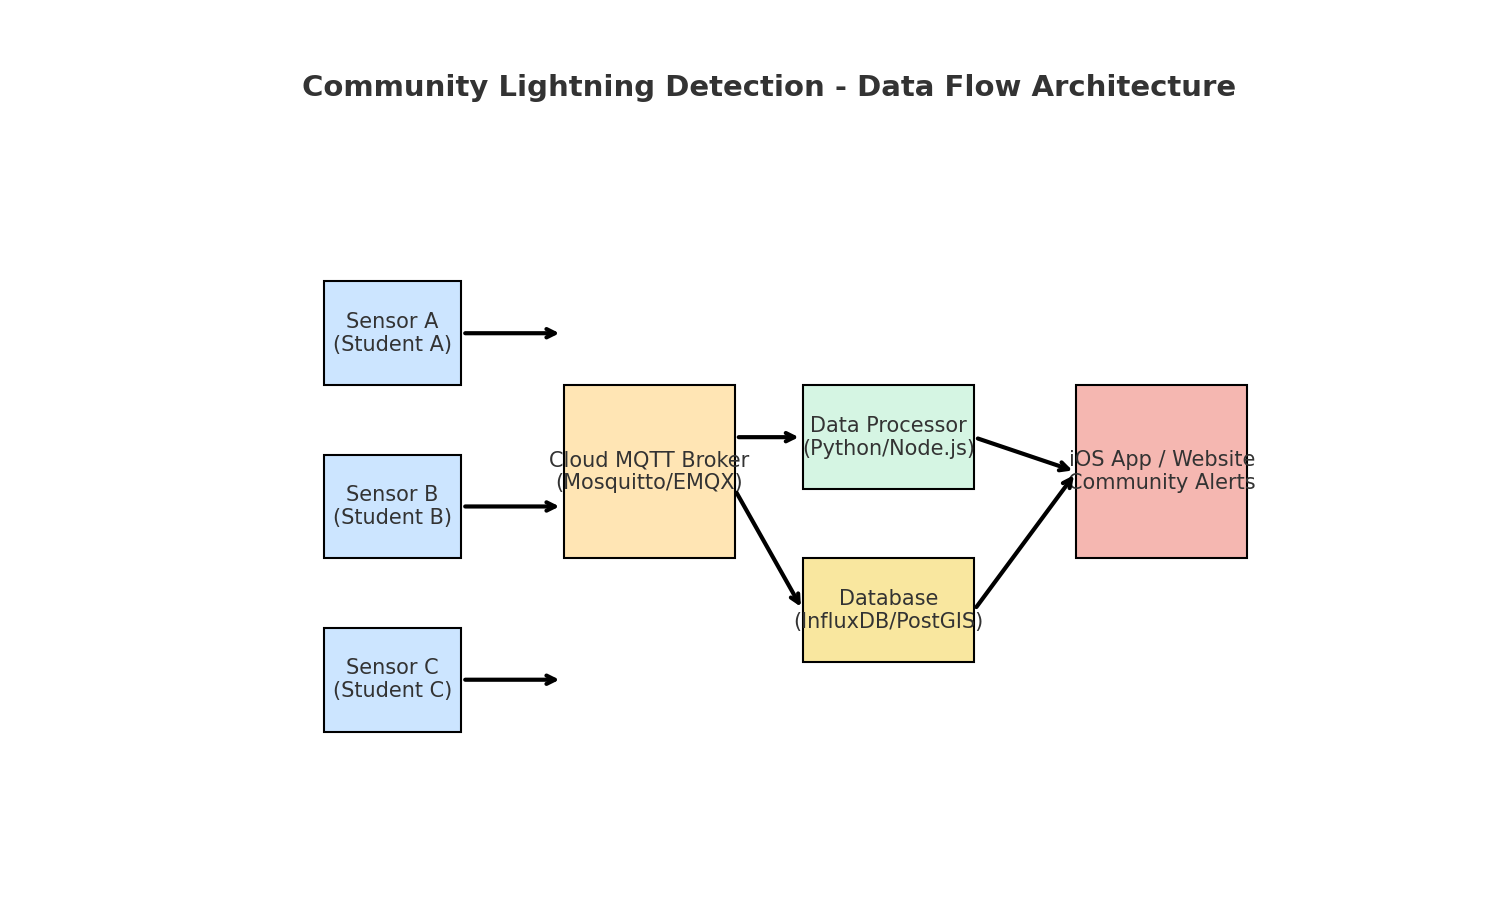 Community Lightning Detection - Data Flow Architecture
Sensor A
(Student A)
Sensor B
(Student B)
Sensor C
(Student C)
Cloud MQTT Broker
(Mosquitto/EMQX)
Data Processor
(Python/Node.js)
Database
(InfluxDB/PostGIS)
iOS App / Website
Community Alerts